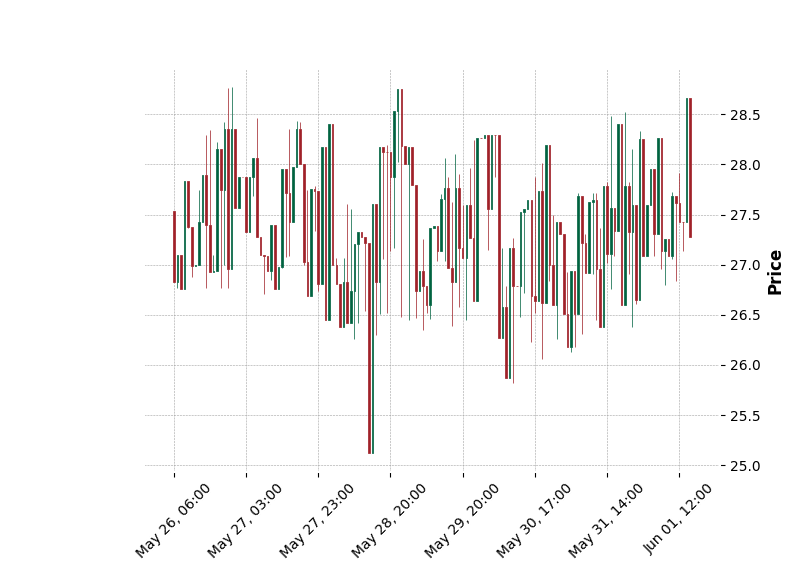 28.5
28.0
27.5
27.0
26.5
26.0
25.5
25.0
Price
May 26, 06:00
May 27, 03:00
May 27, 23:00
May 28, 20:00
May 29, 20:00
May 30, 17:00
May 31, 14:00
Jun 01, 12:00